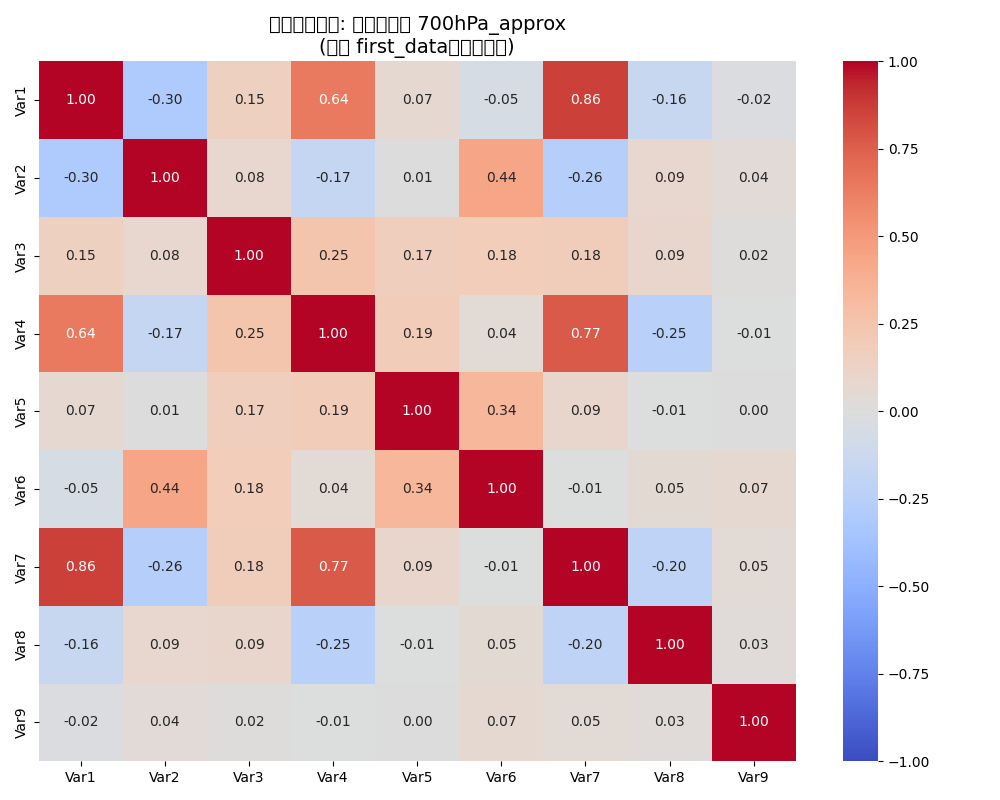 : 700hPa_approx
( first_data)
Var1 1.00 -0.30 0.15 0.64 0.07 -0.05 0.86 -0.16 -0.02
Var2 -0.30 1.00 0.08 -0.17 0.01 0.44 -0.26 0.09 0.04
Var3 0.15 0.08 1.00 0.25 0.17 0.18 0.18 0.09 0.02
Var4 0.64 -0.17 0.25 1.00 0.19 0.04 0.77 -0.25 -0.01
Var5 0.07 0.01 0.17 0.19 1.00 0.34 0.09 -0.01 0.00
Var6 -0.05 0.44 0.18 0.04 0.34 1.00 -0.01 0.05 0.07
Var7 0.86 -0.26 0.18 0.77 0.09 -0.01 1.00 -0.20 0.05
Var8 -0.16 0.09 0.09 -0.25 -0.01 0.05 -0.20 1.00 0.03
Var9 -0.02 0.04 0.02 -0.01 0.00 0.07 0.05 0.03 1.00
Var1 Var2 Var3 Var4 Var5 Var6 Var7 Var8 Var9
1.00
0.75
0.50
0.25
0.00
−0.25
−0.50
−0.75
−1.00